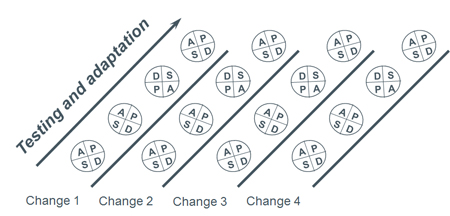 Testing and adaptation
A P A P A P A P
S D S D S D S D
D S D S D S D S
P A P A P A P A
A P A P A P A P
S D S D S D S D
A P A P A P A P
S D S D S D S D
Change 1 Change 2 Change 3 Change 4